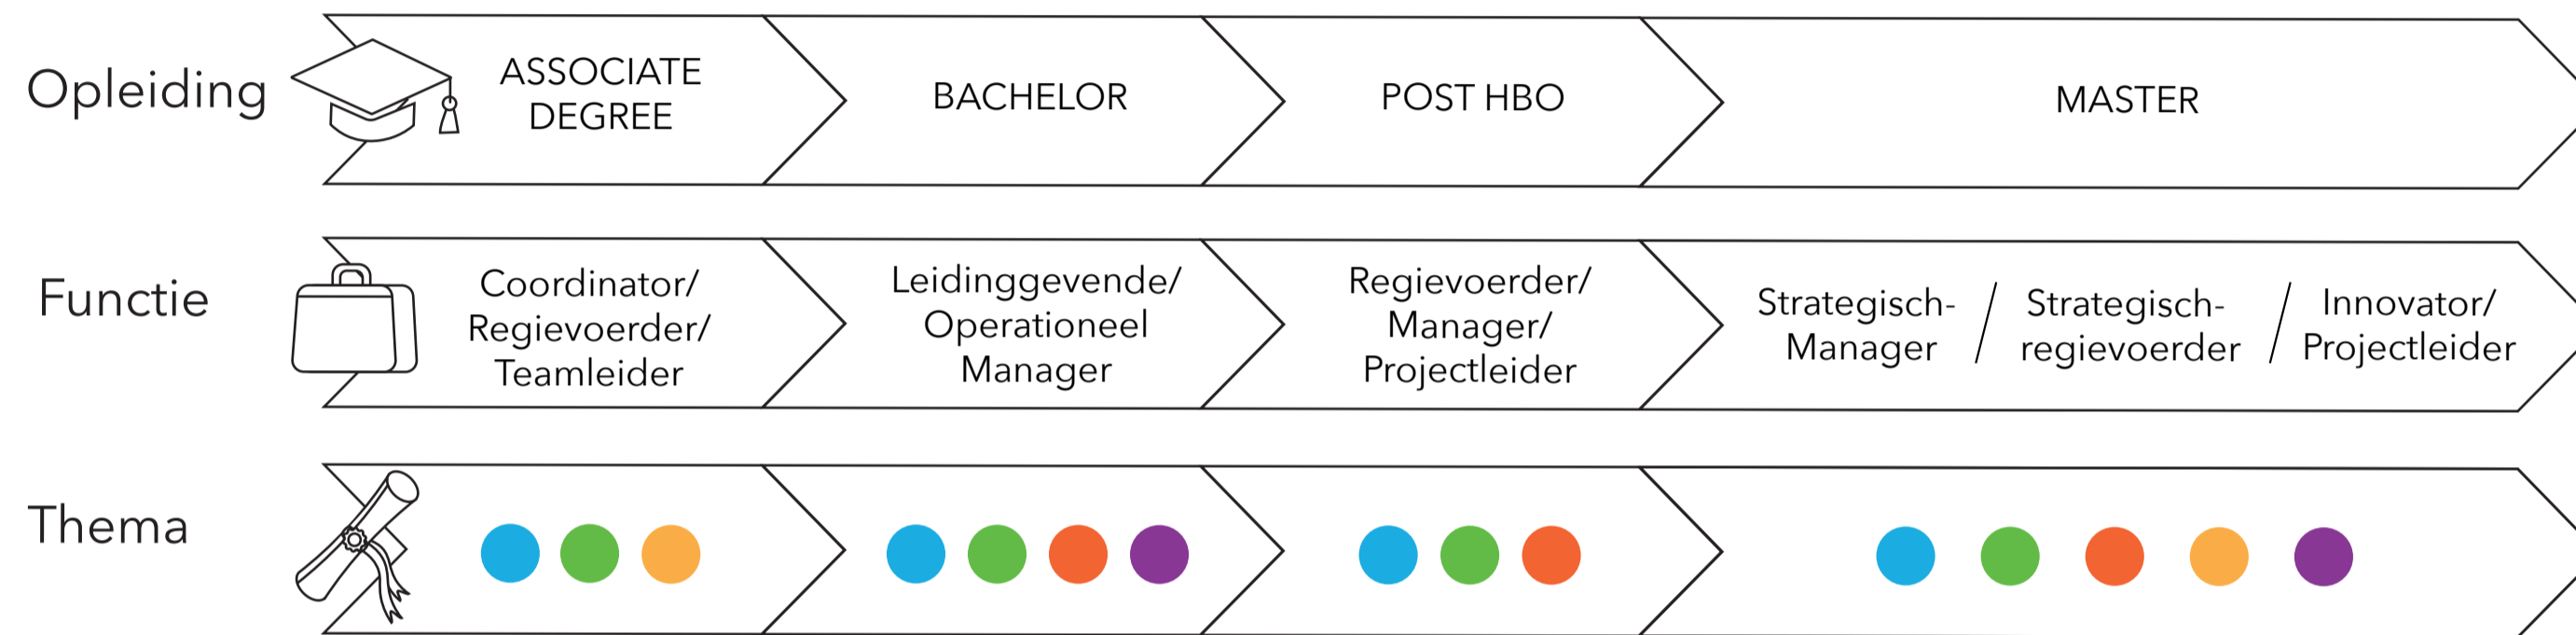 Opleiding
ASSOCIATE
DEGREE
BACHELOR
POST HBO
MASTER
Functie
Coordinator/
Regievoerder/
Teamleider
Leidinggevende/
Operationeel
Manager
Regievoerder/
Manager/
Projectleider
Strategisch-
Manager
/
Strategisch-
regievoerder
/
Innovator/
Projectleider
Thema